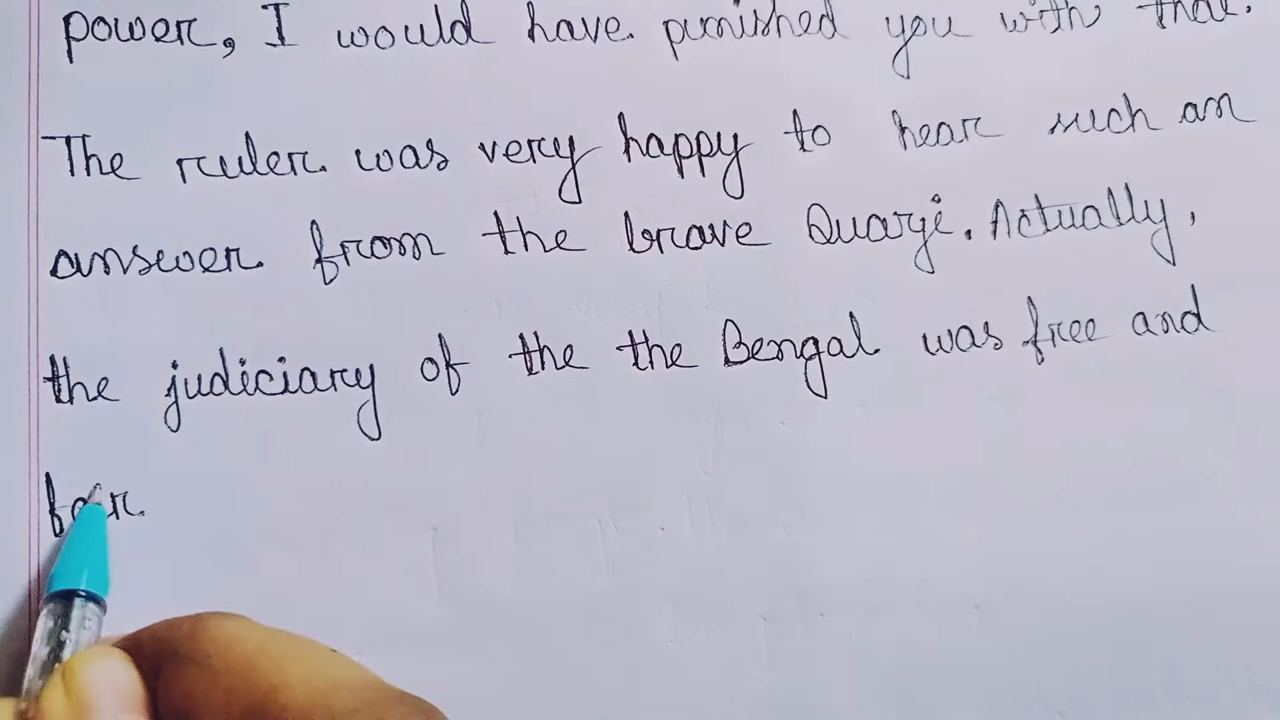 power, I would have punished you with that.
The ruler was very happy to hear such an
answer from the brave Quazi. Actually,
the judiciary of the the Bengal was free and
fair